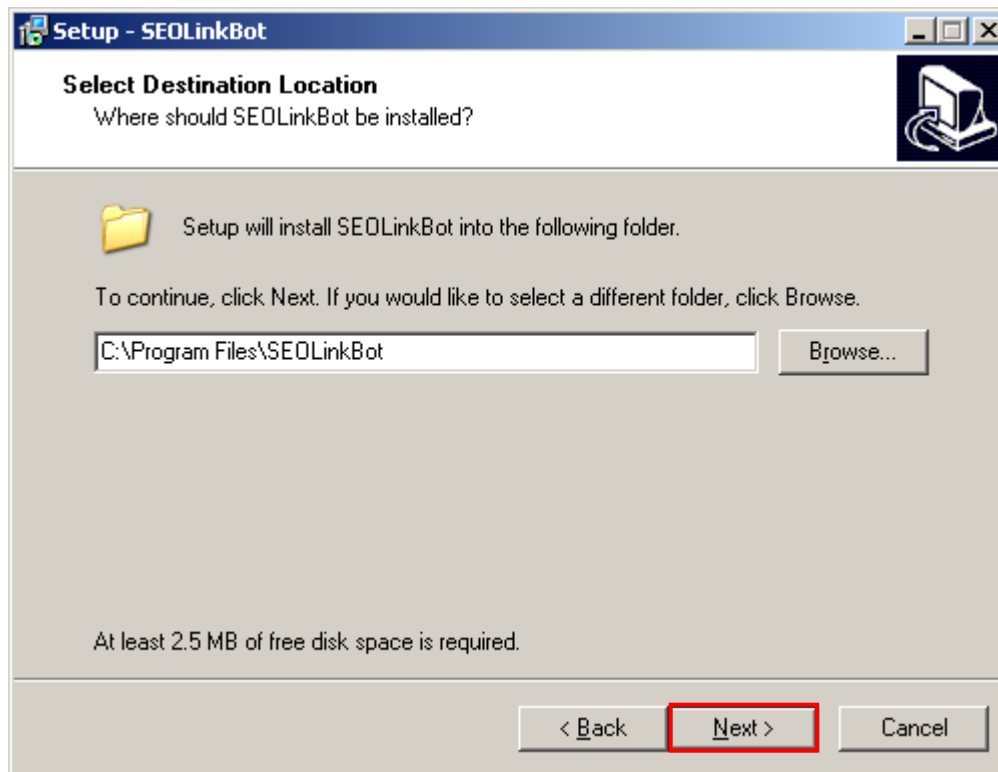 Setup - SEOLinkBot
Select Destination Location
Where should SEOLinkBot be installed?
Setup will install SEOLinkBot into the following folder.
To continue, click Next. If you would like to select a different folder, click Browse.
C:\Program Files\SEOLinkBot
Browse...
At least 2.5 MB of free disk space is required.
< Back
Next >
Cancel